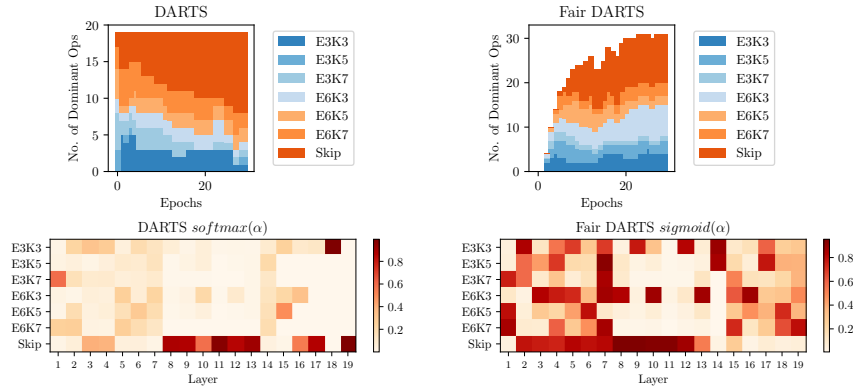 DARTS
Fair DARTS
No. of Dominant Ops
20
15
10
5
0
0
20
Epochs
E3K3
E3K5
E3K7
E6K3
E6K5
E6K7
Skip
No. of Dominant Ops
30
20
10
0
0
20
Epochs
E3K3
E3K5
E3K7
E6K3
E6K5
E6K7
Skip
DARTS softmax(α)
E3K3
E3K5
E3K7
E6K3
E6K5
E6K7
Skip
1 2 3 4 5 6 7 8 9 10 11 12 13 14 15 16 17 18 19
Layer
0.8
0.6
0.4
0.2
Fair DARTS sigmoid(α)
E3K3
E3K5
E3K7
E6K3
E6K5
E6K7
Skip
1 2 3 4 5 6 7 8 9 10 11 12 13 14 15 16 17 18 19
Layer
0.8
0.6
0.4
0.2